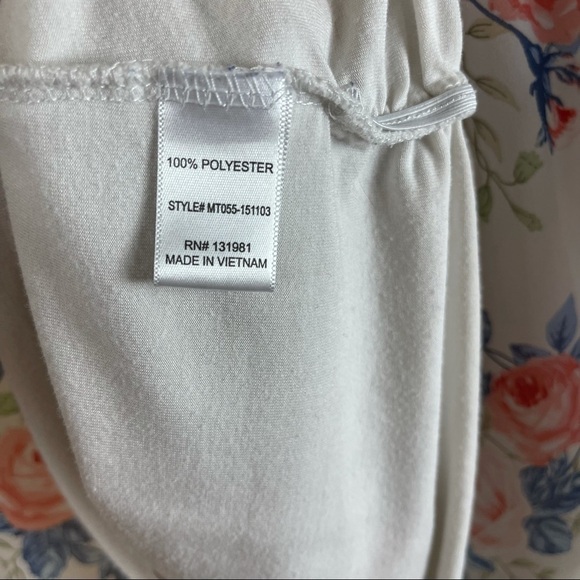 100% POLYESTER
STYLE# MT055-151103
RN# 131981
MADE IN VIETNAM